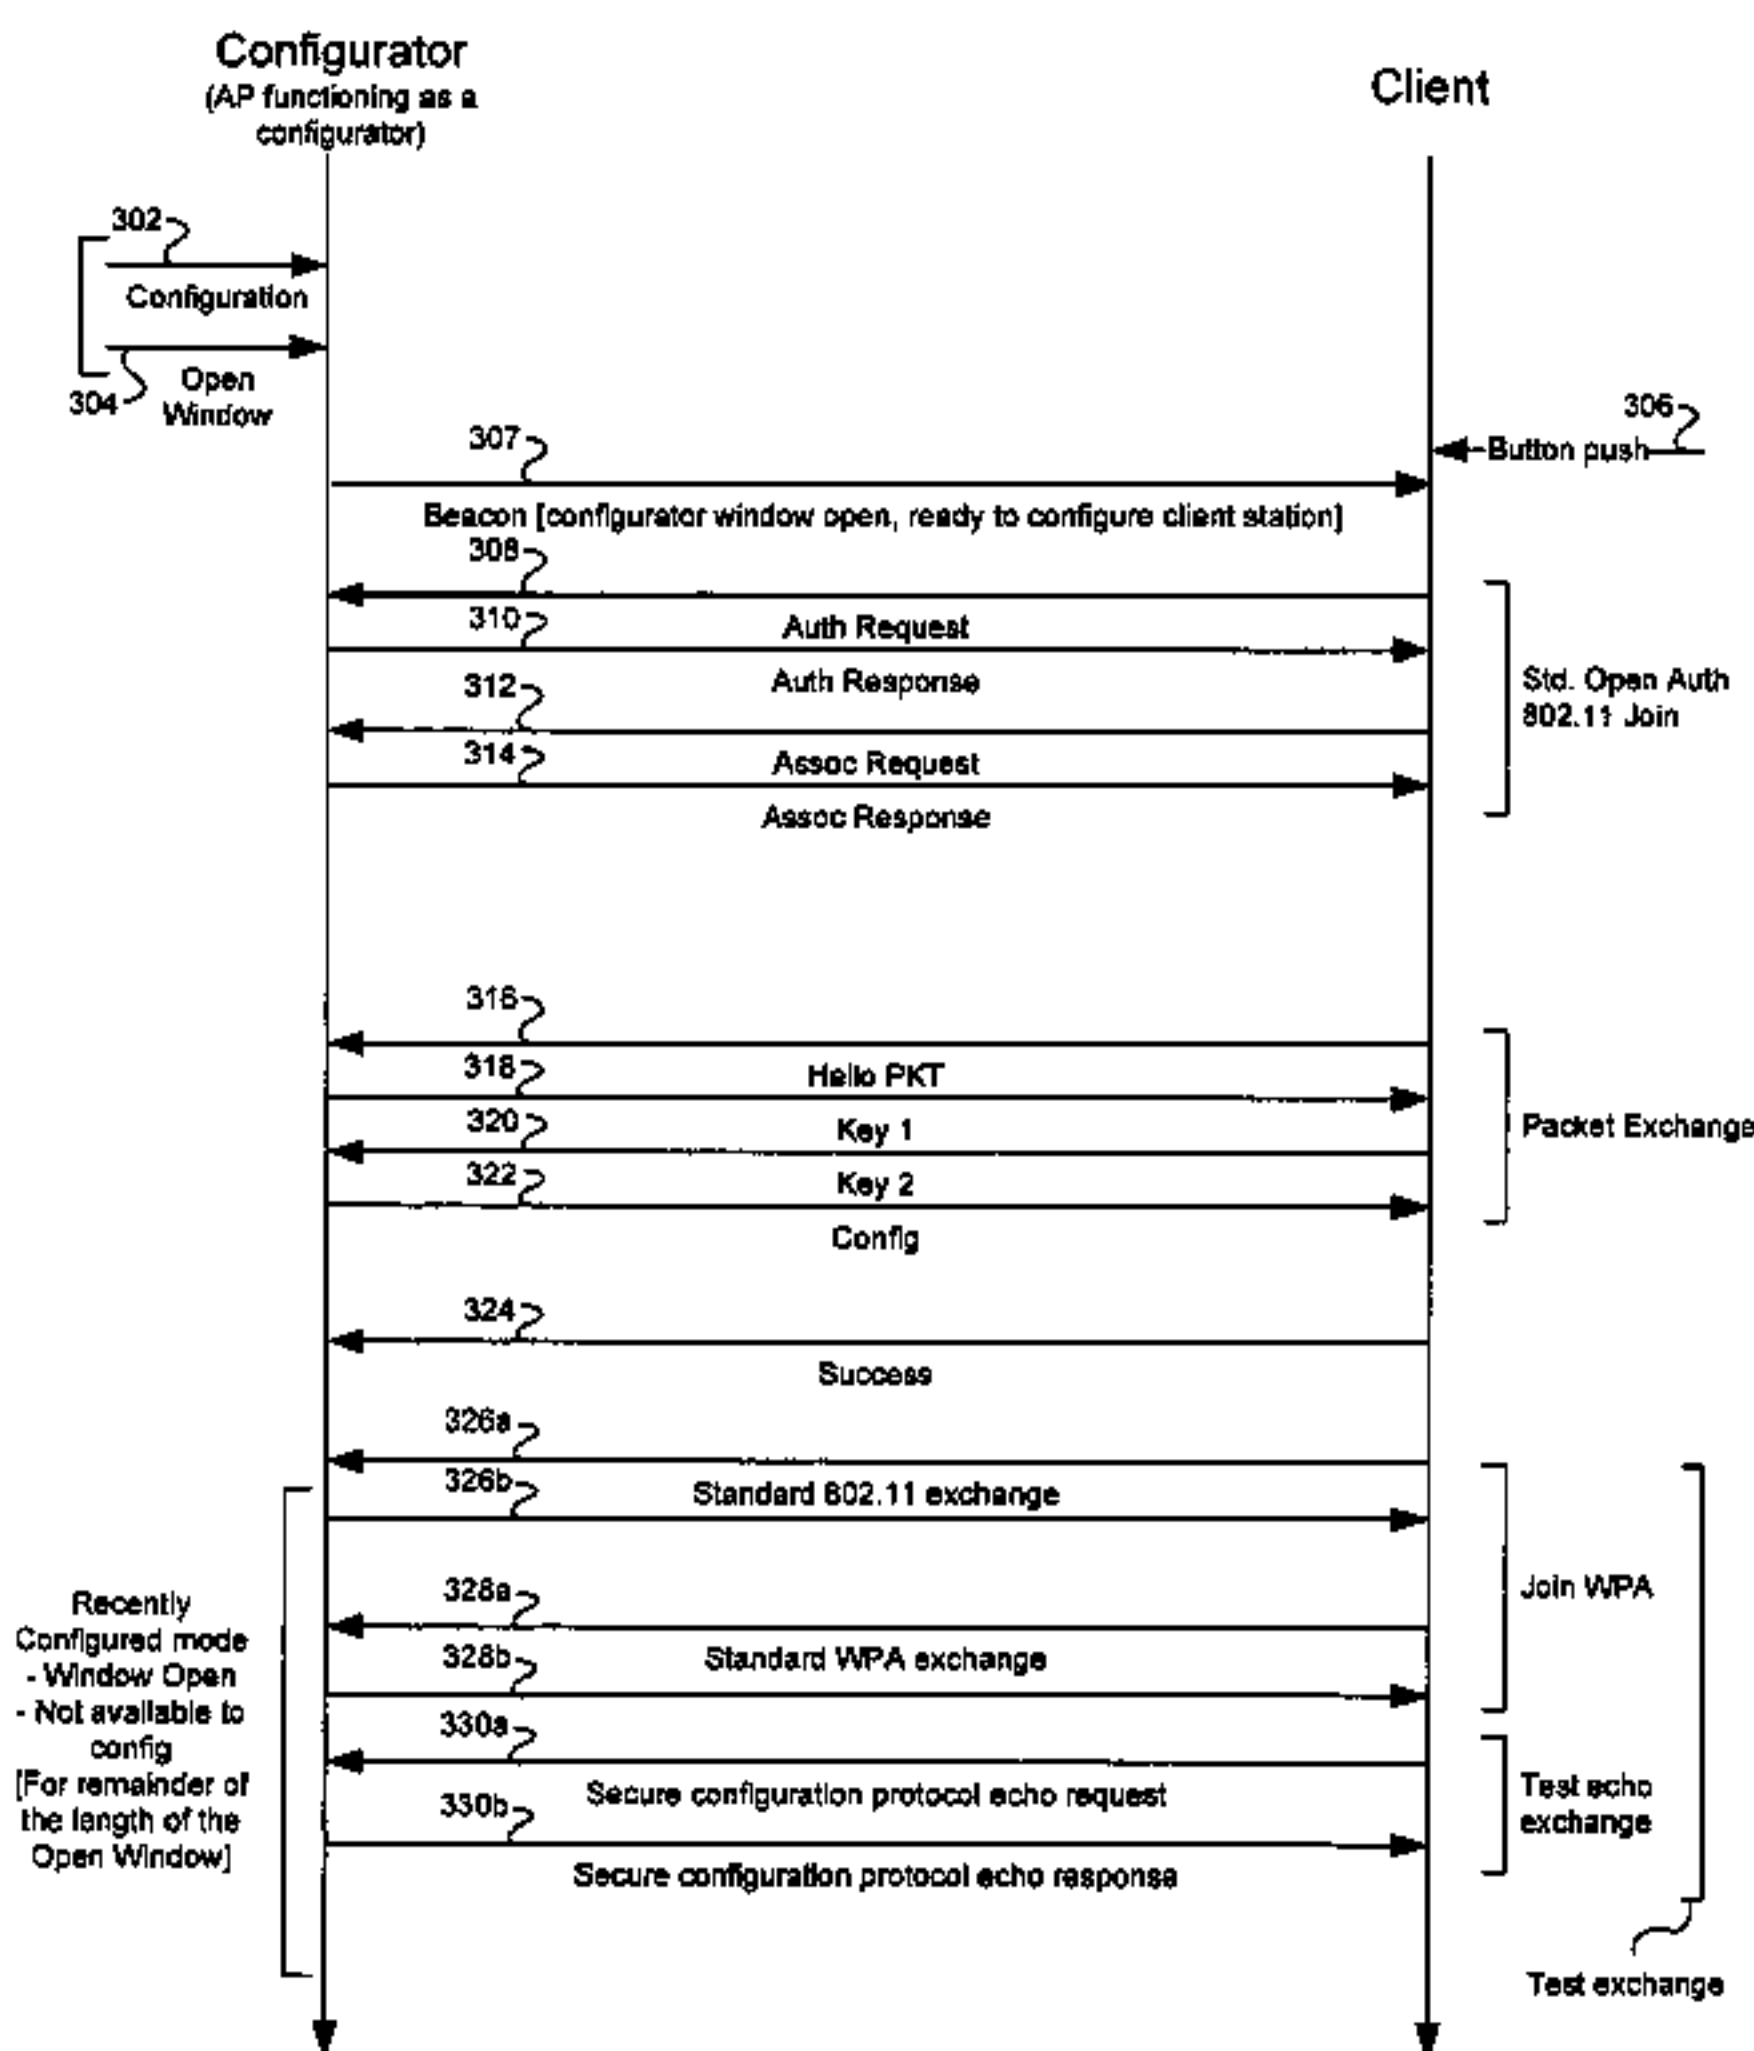 Configurator
(AP functioning as a
configurator)
Client
302
Configuration
304
Open
Window
306
Button push
307
Beacon [configurator window open, ready to configure client station]
308
310
Auth Request
312
Auth Response
314
Assoc Request
Assoc Response
Std. Open Auth
802.11 Join
316
318
Hello PKT
320
Key 1
322
Key 2
Config
Packet Exchange
324
Success
326a
326b
Standard 802.11 exchange
328a
328b
Standard WPA exchange
Join WPA
330a
330b
Secure configuration protocol echo request
Secure configuration protocol echo response
Test echo
exchange
Test exchange
Recently
Configured mode
- Window Open
- Not available to
config
[For remainder of
the length of the
Open Window]